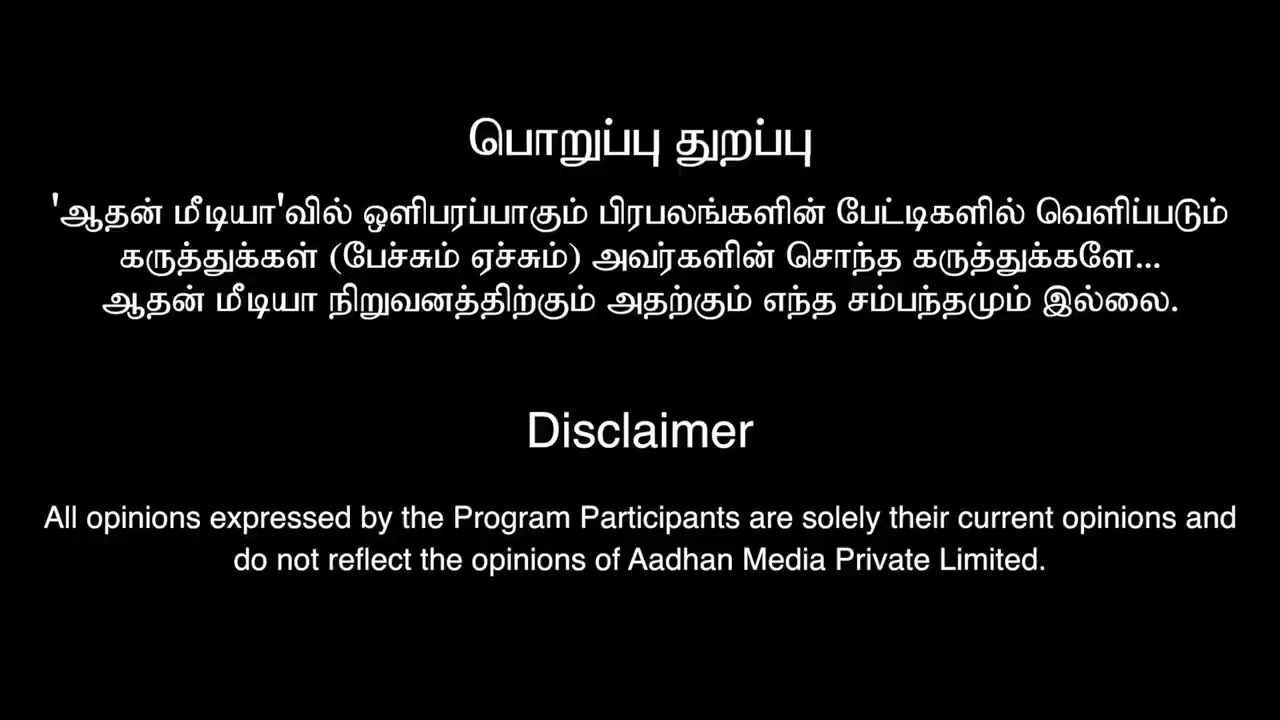 பொறுப்பு துறப்பு
'ஆதன் மீடியா'வில் ஒளிபரப்பாகும் பிரபலங்களின் பேட்டிகளில் வெளிப்படும்
கருத்துக்கள் (பேச்சும் ஏச்சும்) அவர்களின் சொந்த கருத்துக்களே...
ஆதன் மீடியா நிறுவனத்திற்கும் அதற்கும் எந்த சம்பந்தமும் இல்லை.
Disclaimer
All opinions expressed by the Program Participants are solely their current opinions and
do not reflect the opinions of Aadhan Media Private Limited.